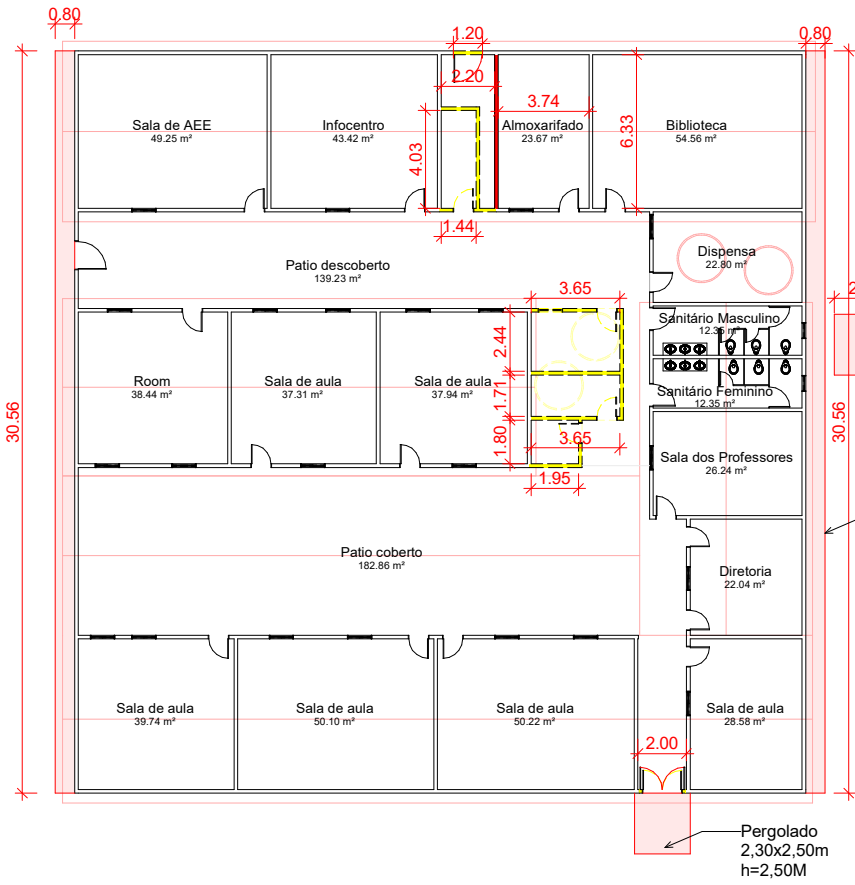 0.80
1.20
0.80
2.20
3.74
Sala de AEE
49.25 m²
Infocentro
43.42 m²
Almoxarifado
23.67 m²
Biblioteca
54.56 m²
4.03
6.33
1.44
Patio descoberto
139.23 m²
Dispensa
22.80 m²
3.65
2
Sanitário Masculino
12.35 m²
2.44
Room
38.44 m²
Sala de aula
37.31 m²
Sala de aula
37.94 m²
1.71
Sanitário Feminino
12.35 m²
30.56
30.56
1.80
3.65
Sala dos Professores
26.24 m²
1.95
Patio coberto
182.86 m²
Diretoria
22.04 m²
Sala de aula
39.74 m²
Sala de aula
50.10 m²
Sala de aula
50.22 m²
Sala de aula
28.58 m²
2.00
Pergolado
2,30x2,50m
h=2,50M